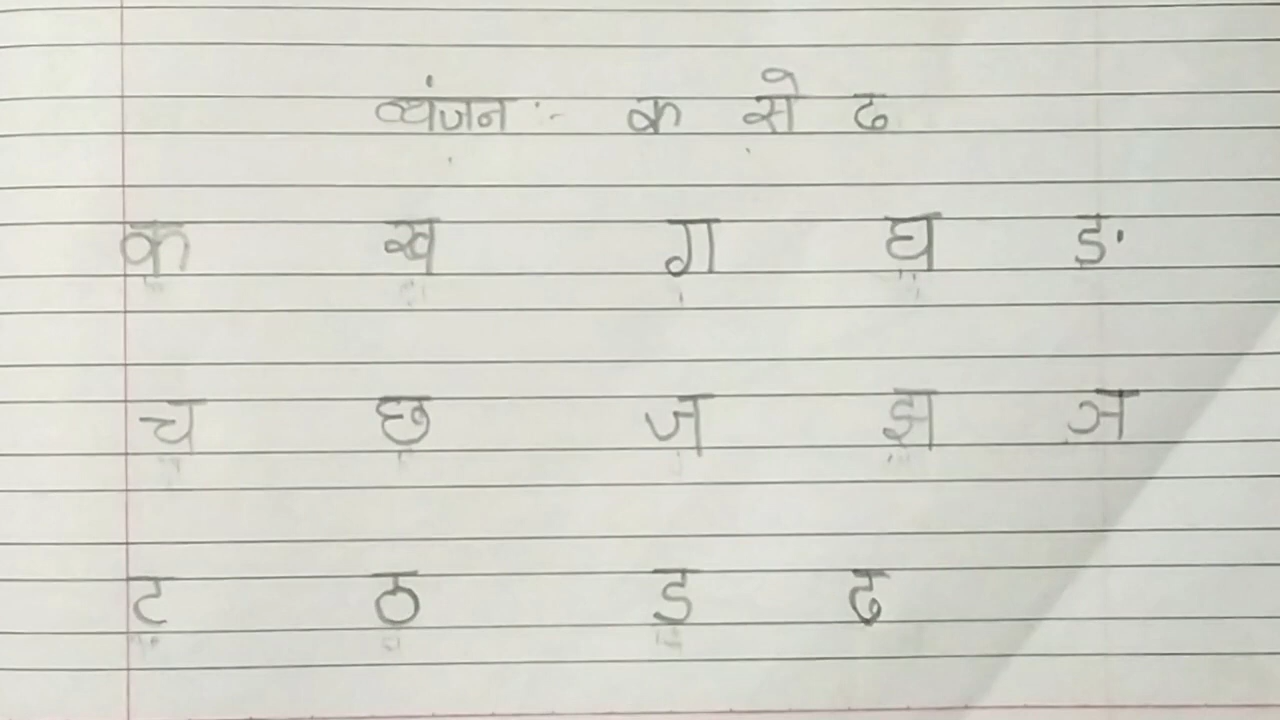 व्यंजन :- क से ढ
क ख ग घ ङ
च छ ज झ ञ
ट ठ ड ढ